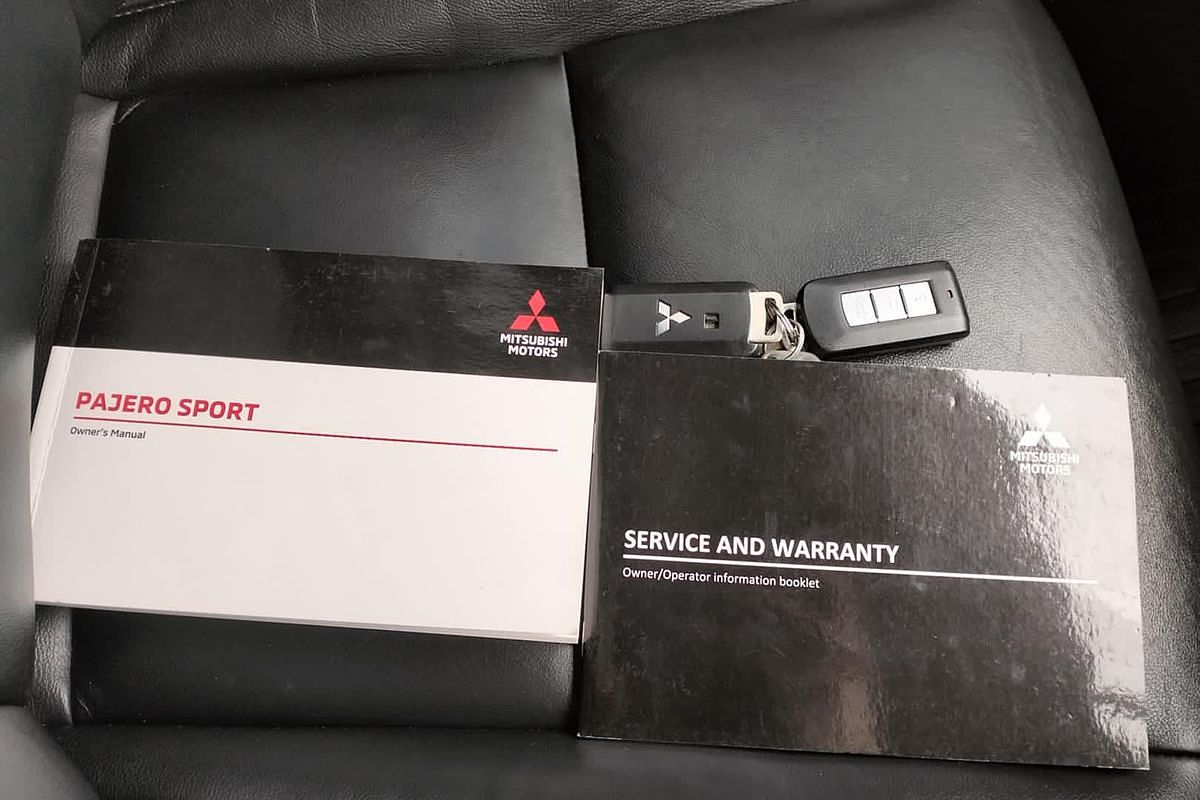 MITSUBISHI
MOTORS
PAJERO SPORT
Owner's Manual
MITSUBISHI
MOTORS
SERVICE AND WARRANTY
Owner/Operator information booklet